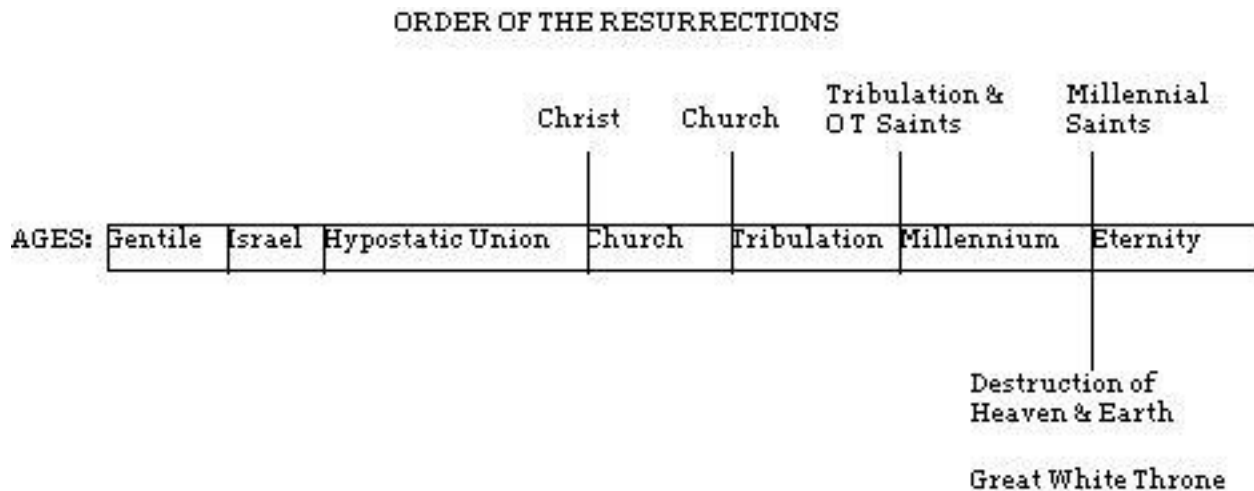 ORDER OF THE RESURRECTIONS
Christ
Church
Tribulation &
O T Saints
Millennial
Saints
AGES: Gentile Israel Hypostatic Union Church Tribulation Millennium Eternity
Destruction of
Heaven & Earth
Great White Throne